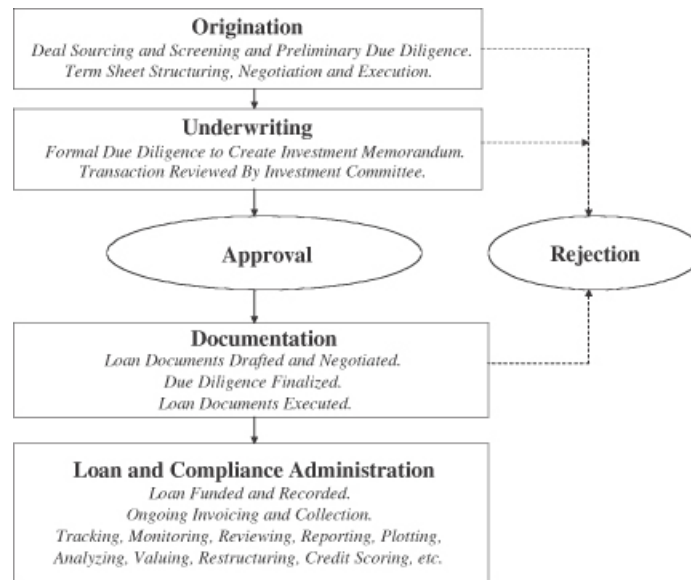 Origination
Deal Sourcing and Screening and Preliminary Due Diligence.
Term Sheet Structuring, Negotiation and Execution.
Underwriting
Formal Due Diligence to Create Investment Memorandum.
Transaction Reviewed By Investment Committee.
Approval
Rejection
Documentation
Loan Documents Drafted and Negotiated.
Due Diligence Finalized.
Loan Documents Executed.
Loan and Compliance Administration
Loan Funded and Recorded.
Ongoing Invoicing and Collection.
Tracking, Monitoring, Reviewing, Reporting, Plotting,
Analyzing, Valuing, Restructuring, Credit Scoring, etc.